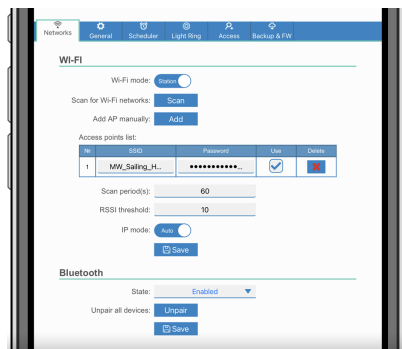 Networks General Scheduler Light Ring Access Backup & FW
WI-FI
Wi-Fi mode: Station
Scan for Wi-Fi networks: Scan
Add AP manually: Add
Access points list:
Nr SSID Password Use Delete
1 MW_Sailing_H... •••••••••••...
Scan period(s): 60
RSSI threshold: 10
IP mode: Auto
Save
Bluetooth
State: Enabled
Unpair all devices: Unpair
Save